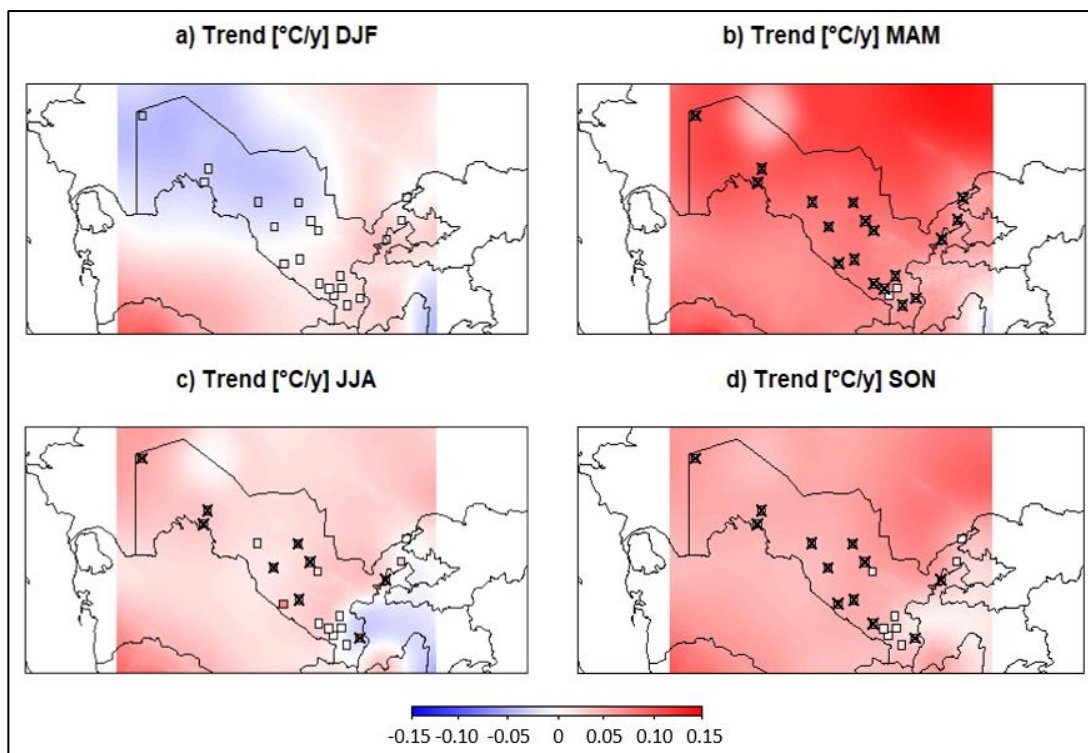 a) Trend [°C/y] DJF
b) Trend [°C/y] MAM
c) Trend [°C/y] JJA
d) Trend [°C/y] SON
-0.15 -0.10 -0.05 0 0.05 0.10 0.15